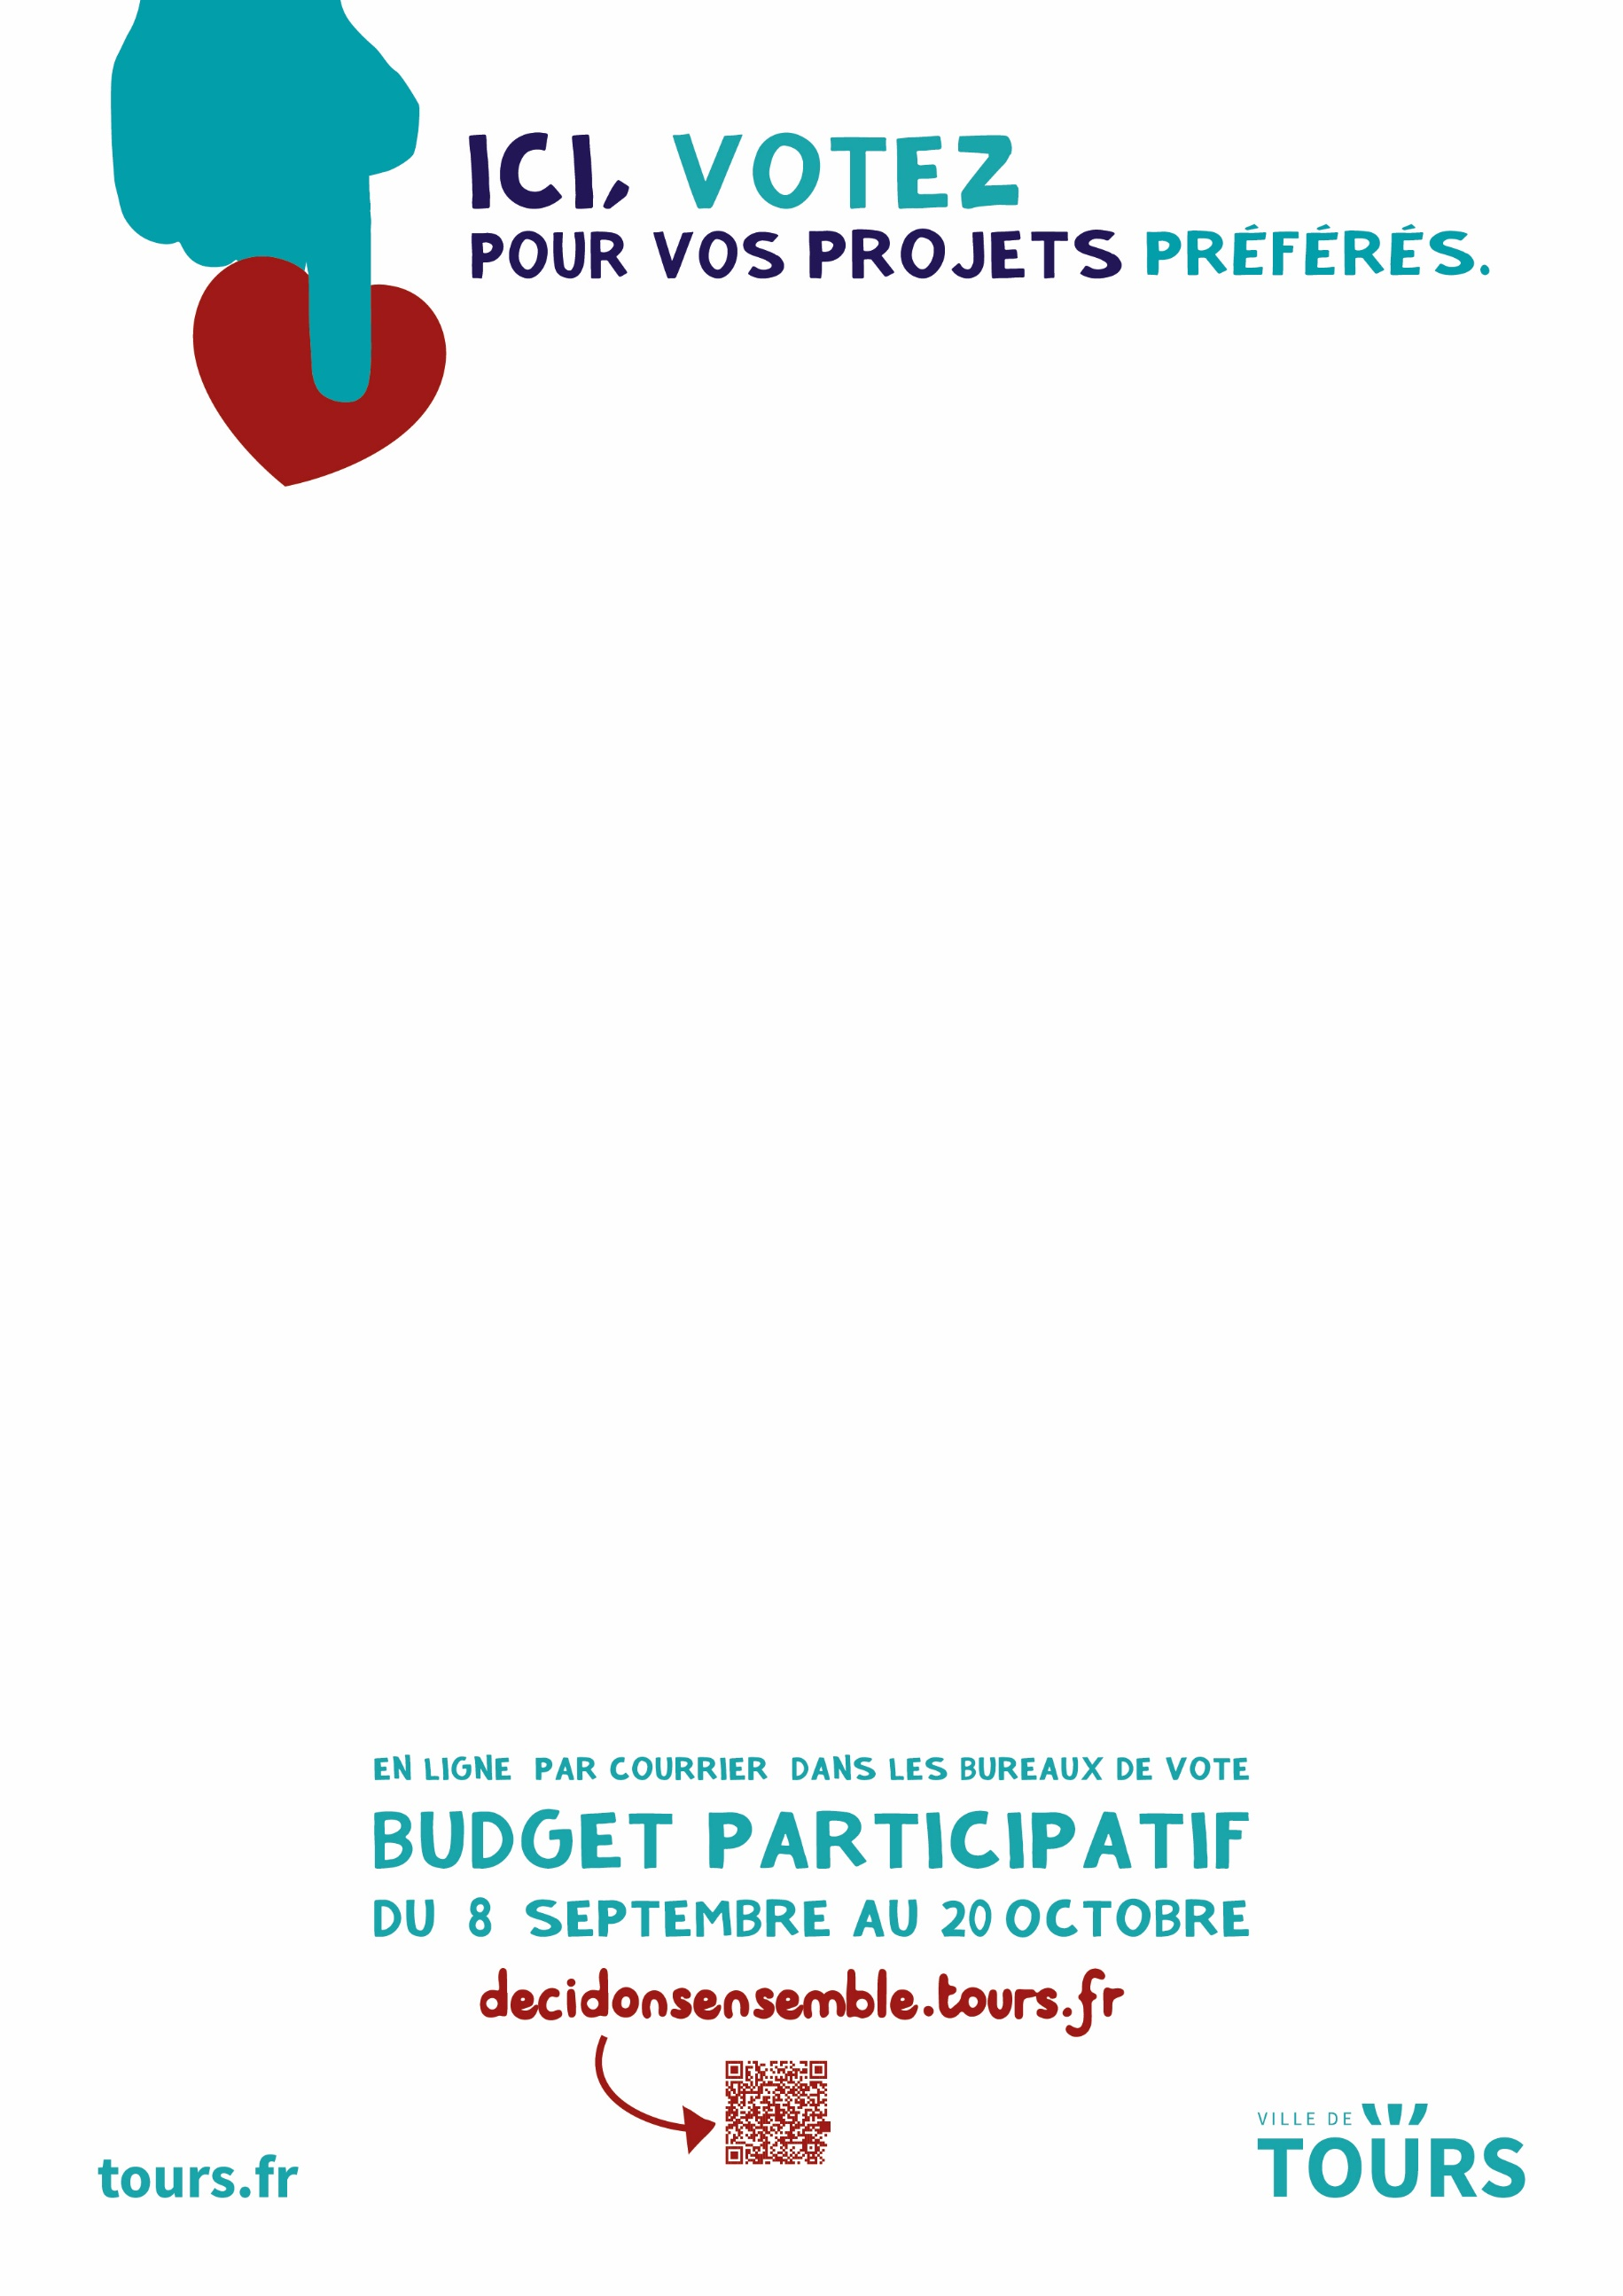 ICI, VOTEZ
POUR VOS PROJETS PRÉFÉRÉS.
EN LIGNE PAR COURRIER DANS LES BUREAUX DE VOTE
BUDGET PARTICIPATIF
DU 8 SEPTEMBRE AU 20 OCTOBRE
decidonsensemble.tours.fr
tours.fr
VILLE DE
TOURS